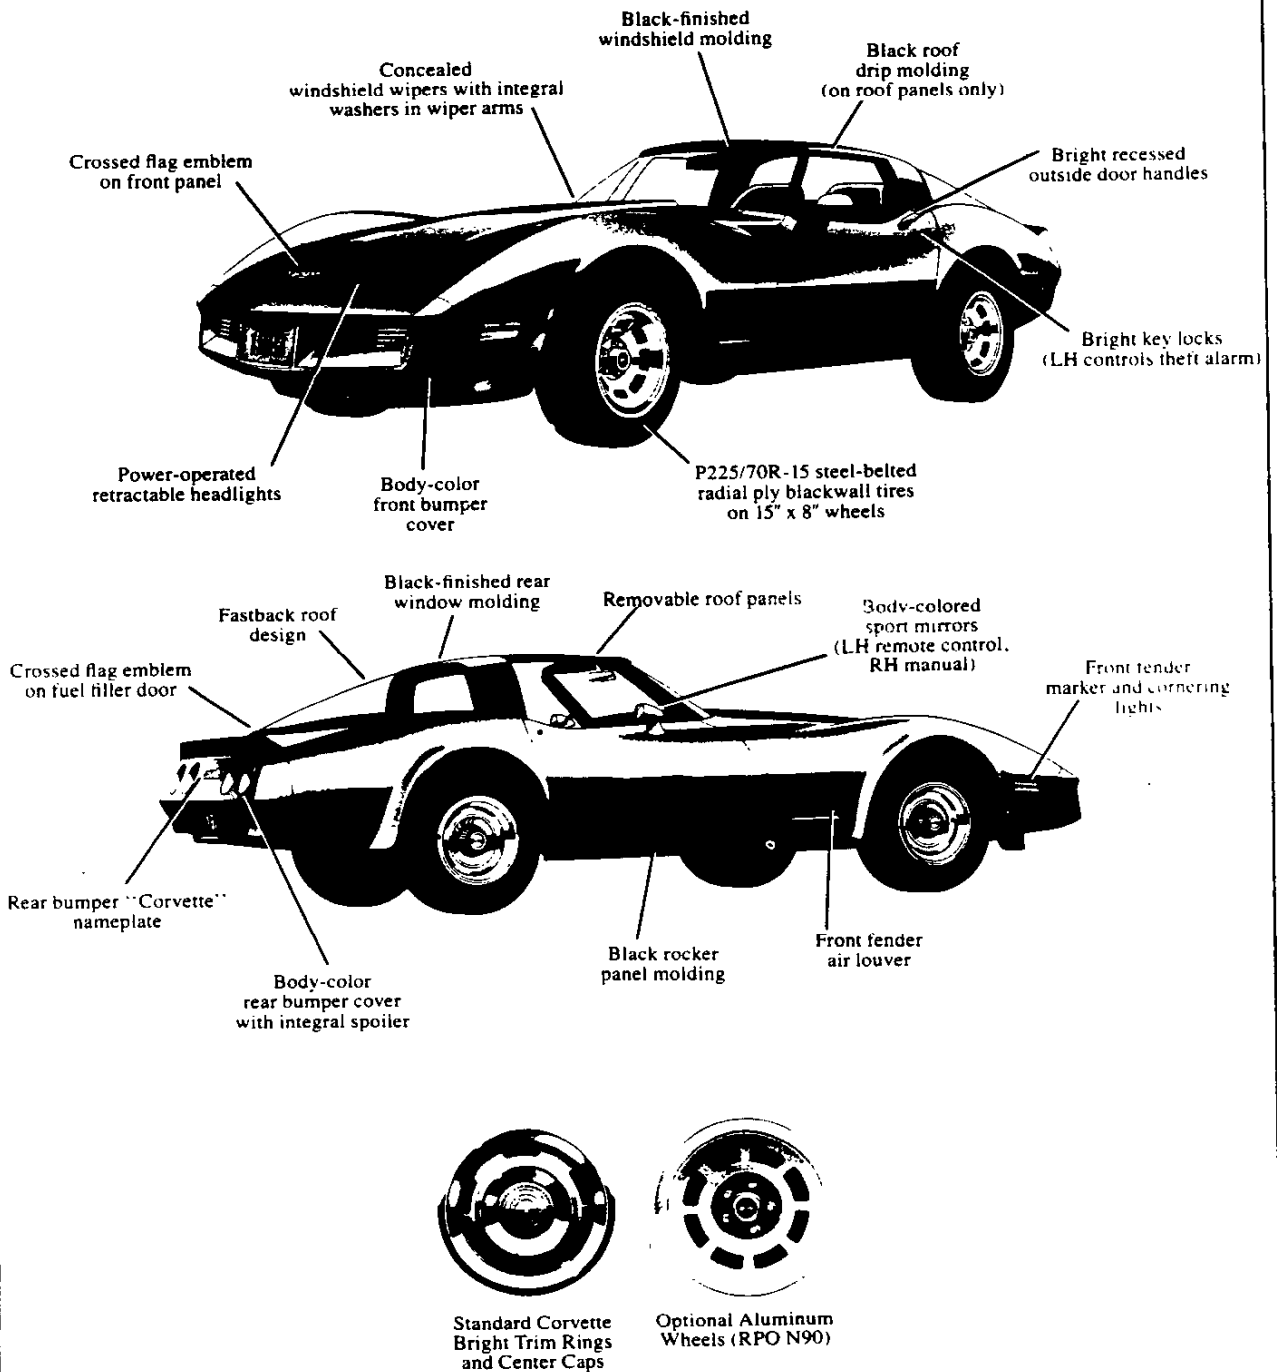 Black-finished
windshield molding
Black roof
drip molding
(on roof panels only)
Concealed
windshield wipers with integral
washers in wiper arms
Crossed flag emblem
on front panel
Bright recessed
outside door handles
Bright key locks
(LH controls theft alarm)
Power-operated
retractable headlights
Body-color
front bumper
cover
P225/70R-15 steel-belted
radial ply blackwall tires
on 15" x 8" wheels
Black-finished rear
window molding
Removable roof panels
Body-colored
sport mirrors
(LH remote control,
RH manual)
Fastback roof
design
Crossed flag emblem
on fuel filler door
Front fender
marker and cornering
lights
Rear bumper "Corvette"
nameplate
Body-color
rear bumper cover
with integral spoiler
Black rocker
panel molding
Front fender
air louver
Standard Corvette
Bright Trim Rings
and Center Caps
Optional Aluminum
Wheels (RPO N90)